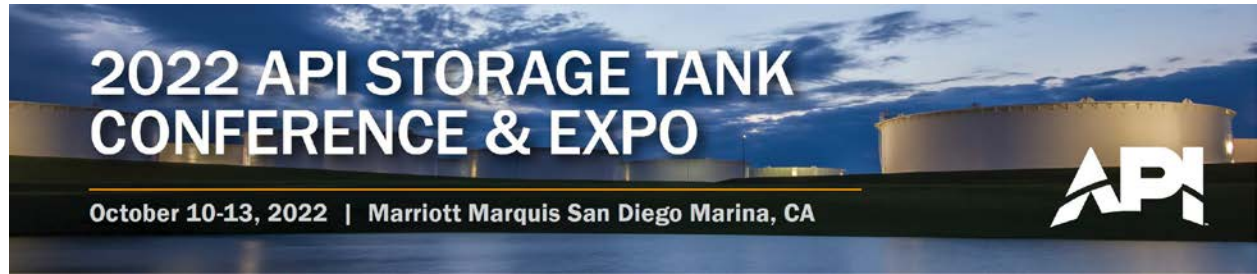 2022 API STORAGE TANK
CONFERENCE & EXPO
October 10-13, 2022 | Marriott Marquis San Diego Marina, CA
API